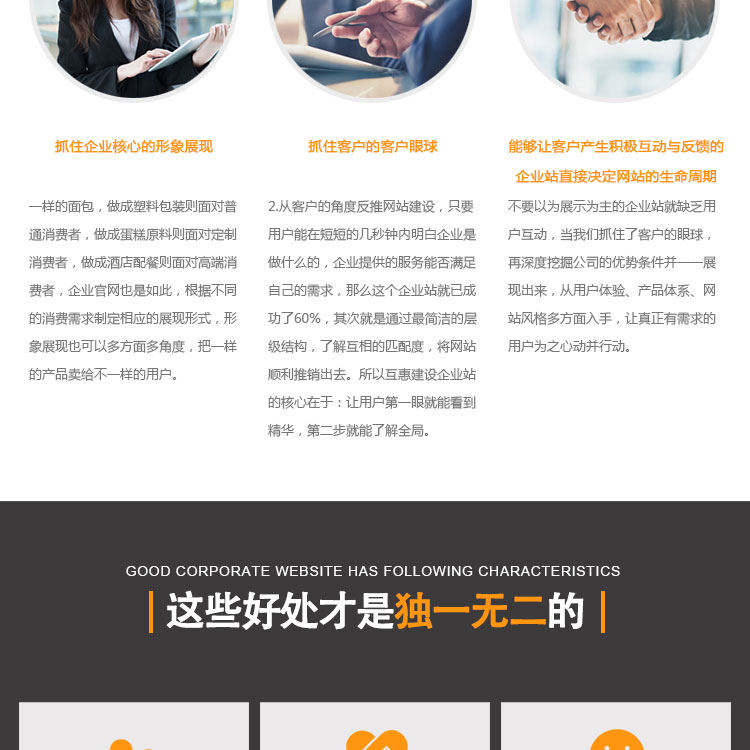 抓住企业核心的形象展现
一样的面包，做成塑料包装则面对普
通消费者，做成蛋糕原料则面对定制
消费者，做成酒店配餐则面对高端消
费者，企业官网也是如此，根据不同
的消费需求制定相应的展现形式，形
象展现也可以多方面多角度，把一样
的产品卖给不一样的用户。
抓住客户的客户眼球
2.从客户的角度反推网站建设，只要
用户能在短短的几秒钟内明白企业是
做什么的，企业提供的服务能否满足
自己的需求，那么这个企业站就已成
功了60%，其次就是通过最简洁的层
级结构，了解互相的匹配度，将网站
顺利推销出去。所以互惠建设企业站
的核心在于：让用户第一眼就能看到
精华，第二步就能了解全局。
能够让客户产生积极互动与反馈的
企业站直接决定网站的生命周期
不要以为展示为主的企业站就缺乏用
户互动，当我们抓住了客户的眼球，
再深度挖掘公司的优势条件并一一展
现出来，从用户体验、产品体系、网
站风格多方面入手，让真正有需求的
用户为之心动并行动。
GOOD CORPORATE WEBSITE HAS FOLLOWING CHARACTERISTICS
这些好处才是独一无二的